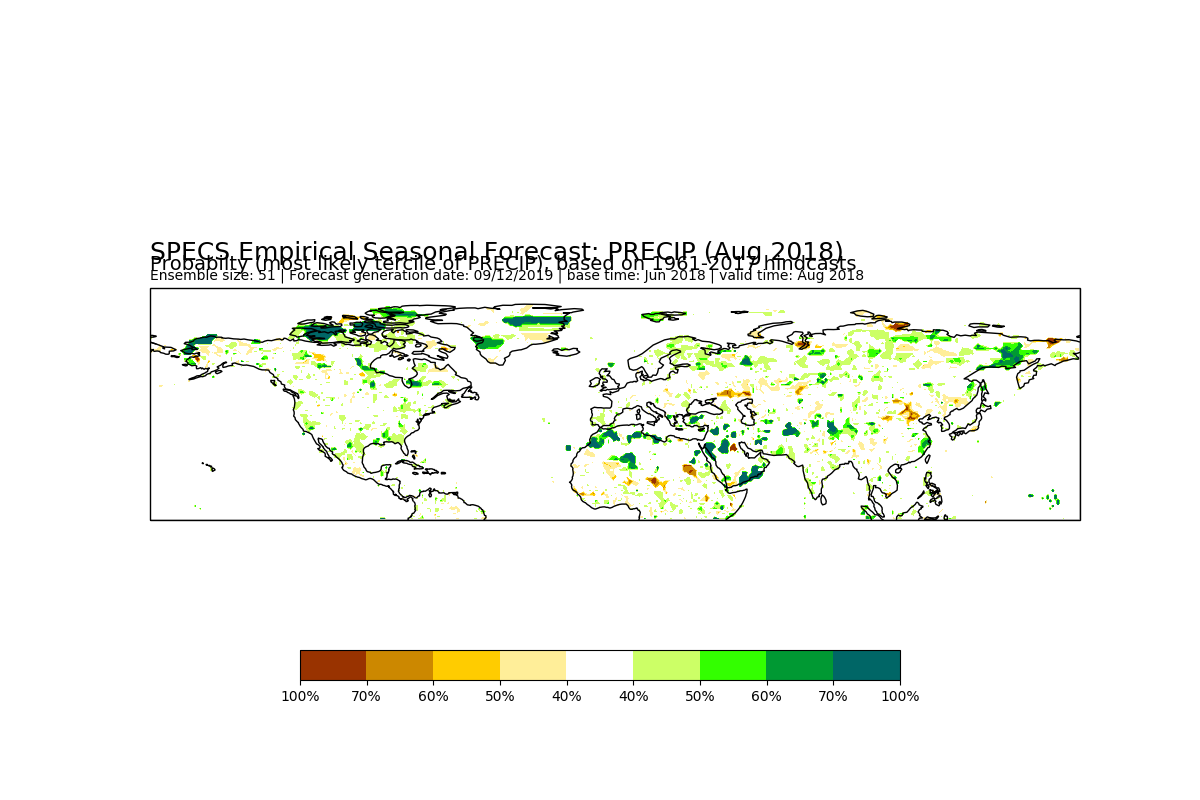 SPECS Empirical Seasonal Forecast: PRECIP (Aug 2018)
Probabilty (most likely tercile of PRECIP), based on 1961-2017 hindcasts
Ensemble size: 51 | Forecast generation date: 09/12/2019 | base time: Jun 2018 | valid time: Aug 2018
100% 70% 60% 50% 40% 40% 50% 60% 70% 100%